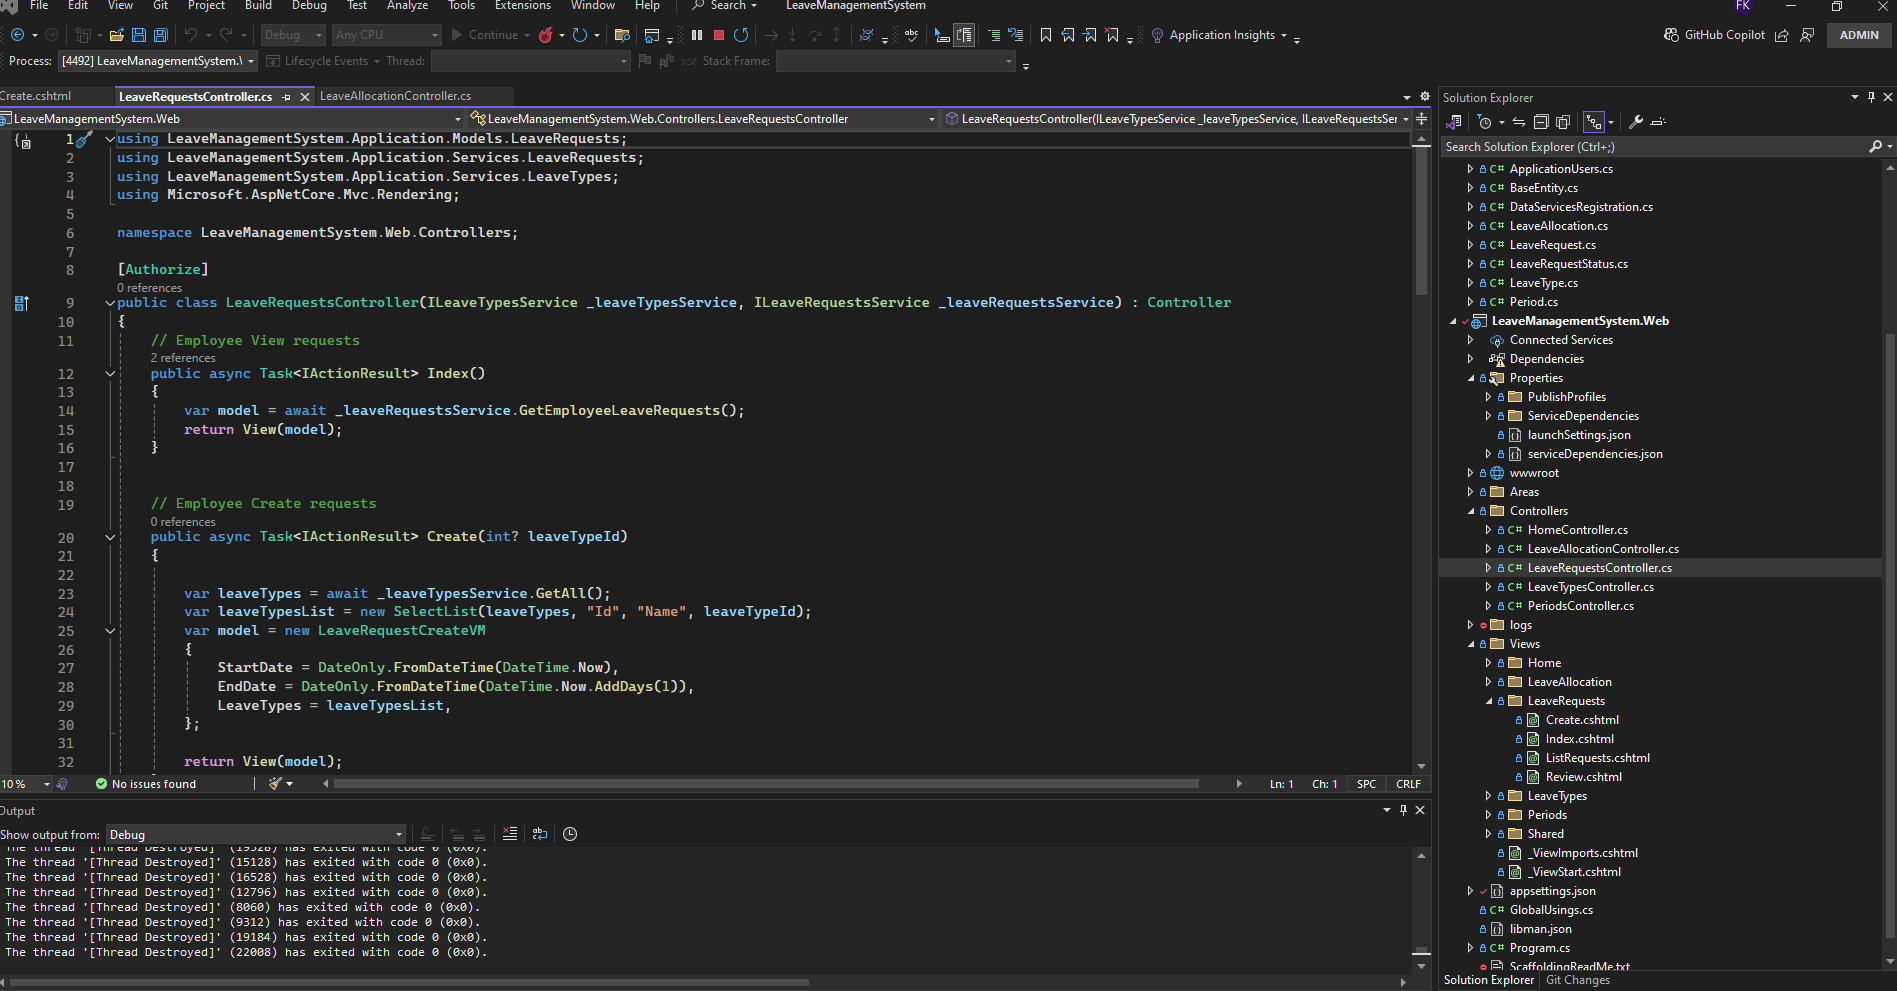 File Edit View Git Project Build Debug Test Analyze Tools Extensions Window Help Search LeaveManagementSystem FK
Debug Any CPU Continue Application Insights GitHub Copilot ADMIN
Process: [4492] LeaveManagementSystem.\ Lifecycle Events Thread: Stack Frame:
Create.cshtml LeaveRequestsController.cs LeaveAllocationController.cs
LeaveManagementSystem.Web LeaveManagementSystem.Web.Controllers.LeaveRequestsController LeaveRequestsController(ILeaveTypesService _leaveTypesService, ILeaveRequestsSer
1 using LeaveManagementSystem.Application.Models.LeaveRequests;
2 using LeaveManagementSystem.Application.Services.LeaveRequests;
3 using LeaveManagementSystem.Application.Services.LeaveTypes;
4 using Microsoft.AspNetCore.Mvc.Rendering;
5
6 namespace LeaveManagementSystem.Web.Controllers;
7
8 [Authorize]
0 references
9 public class LeaveRequestsController(ILeaveTypesService _leaveTypesService, ILeaveRequestsService _leaveRequestsService) : Controller
10 {
11 // Employee View requests
2 references
12 public async Task<IActionResult> Index()
13 {
14 var model = await _leaveRequestsService.GetEmployeeLeaveRequests();
15 return View(model);
16 }
17
18
19 // Employee Create requests
0 references
20 public async Task<IActionResult> Create(int? leaveTypeId)
21 {
22
23 var leaveTypes = await _leaveTypesService.GetAll();
24 var leaveTypesList = new SelectList(leaveTypes, "Id", "Name", leaveTypeId);
25 var model = new LeaveRequestCreateVM
26 {
27 StartDate = DateOnly.FromDateTime(DateTime.Now),
28 EndDate = DateOnly.FromDateTime(DateTime.Now.AddDays(1)),
29 LeaveTypes = leaveTypesList,
30 };
31
32 return View(model);
10 % No issues found Ln: 1 Ch: 1 SPC CRLF
Output
Show output from: Debug
The thread '[Thread Destroyed]' (19328) has exited with code 0 (0x0).
The thread '[Thread Destroyed]' (15128) has exited with code 0 (0x0).
The thread '[Thread Destroyed]' (16528) has exited with code 0 (0x0).
The thread '[Thread Destroyed]' (12796) has exited with code 0 (0x0).
The thread '[Thread Destroyed]' (8060) has exited with code 0 (0x0).
The thread '[Thread Destroyed]' (9312) has exited with code 0 (0x0).
The thread '[Thread Destroyed]' (19184) has exited with code 0 (0x0).
The thread '[Thread Destroyed]' (22008) has exited with code 0 (0x0).
Solution Explorer
Search Solution Explorer (Ctrl+;)
C# ApplicationUsers.cs
C# BaseEntity.cs
C# DataServicesRegistration.cs
C# LeaveAllocation.cs
C# LeaveRequest.cs
C# LeaveRequestStatus.cs
C# LeaveType.cs
C# Period.cs
LeaveManagementSystem.Web
Connected Services
Dependencies
Properties
PublishProfiles
ServiceDependencies
launchSettings.json
serviceDependencies.json
wwwroot
Areas
Controllers
C# HomeController.cs
C# LeaveAllocationController.cs
C# LeaveRequestsController.cs
C# LeaveTypesController.cs
C# PeriodsController.cs
logs
Views
Home
LeaveAllocation
LeaveRequests
Create.cshtml
Index.cshtml
ListRequests.cshtml
Review.cshtml
LeaveTypes
Periods
Shared
_ViewImports.cshtml
_ViewStart.cshtml
appsettings.json
C# GlobalUsings.cs
libman.json
C# Program.cs
ScaffoldingReadMe.txt
Solution Explorer Git Changes